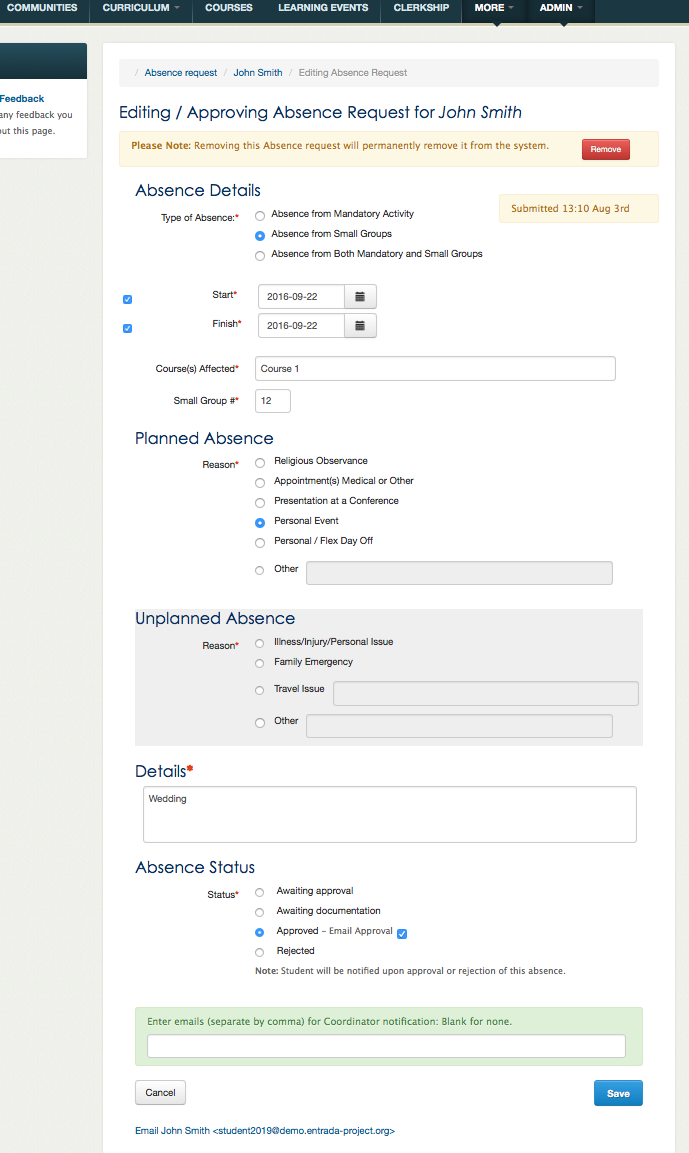 COMMUNITIES CURRICULUM COURSES LEARNING EVENTS CLERKSHIP MORE ADMIN
Feedback
any feedback you
out this page.
/ Absence request / John Smith / Editing Absence Request
Editing / Approving Absence Request for John Smith
Please Note: Removing this Absence request will permanently remove it from the system. Remove
Absence Details
Submitted 13:10 Aug 3rd
Type of Absence:* Absence from Mandatory Activity
Absence from Small Groups
Absence from Both Mandatory and Small Groups
Start* 2016-09-22
Finish* 2016-09-22
Course(s) Affected* Course 1
Small Group #* 12
Planned Absence
Reason* Religious Observance
Appointment(s) Medical or Other
Presentation at a Conference
Personal Event
Personal / Flex Day Off
Other
Unplanned Absence
Reason* Illness/Injury/Personal Issue
Family Emergency
Travel Issue
Other
Details*
Wedding
Absence Status
Status* Awaiting approval
Awaiting documentation
Approved – Email Approval
Rejected
Note: Student will be notified upon approval or rejection of this absence.
Enter emails (separate by comma) for Coordinator notification: Blank for none.
Cancel Save
Email John Smith <student2019@demo.entrada-project.org>